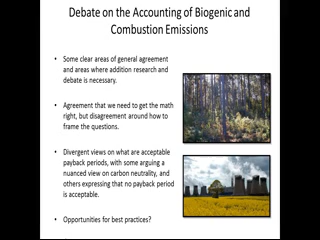 Debate on the Accounting of Biogenic and
Combustion Emissions
• Some clear areas of general agreement
and areas where addition research and
debate is necessary.
• Agreement that we need to get the math
right, but disagreement around how to
frame the questions.
• Divergent views on what are acceptable
payback periods, with some arguing a
nuanced view on carbon neutrality, and
others expressing that no payback period
is acceptable.
• Opportunities for best practices?